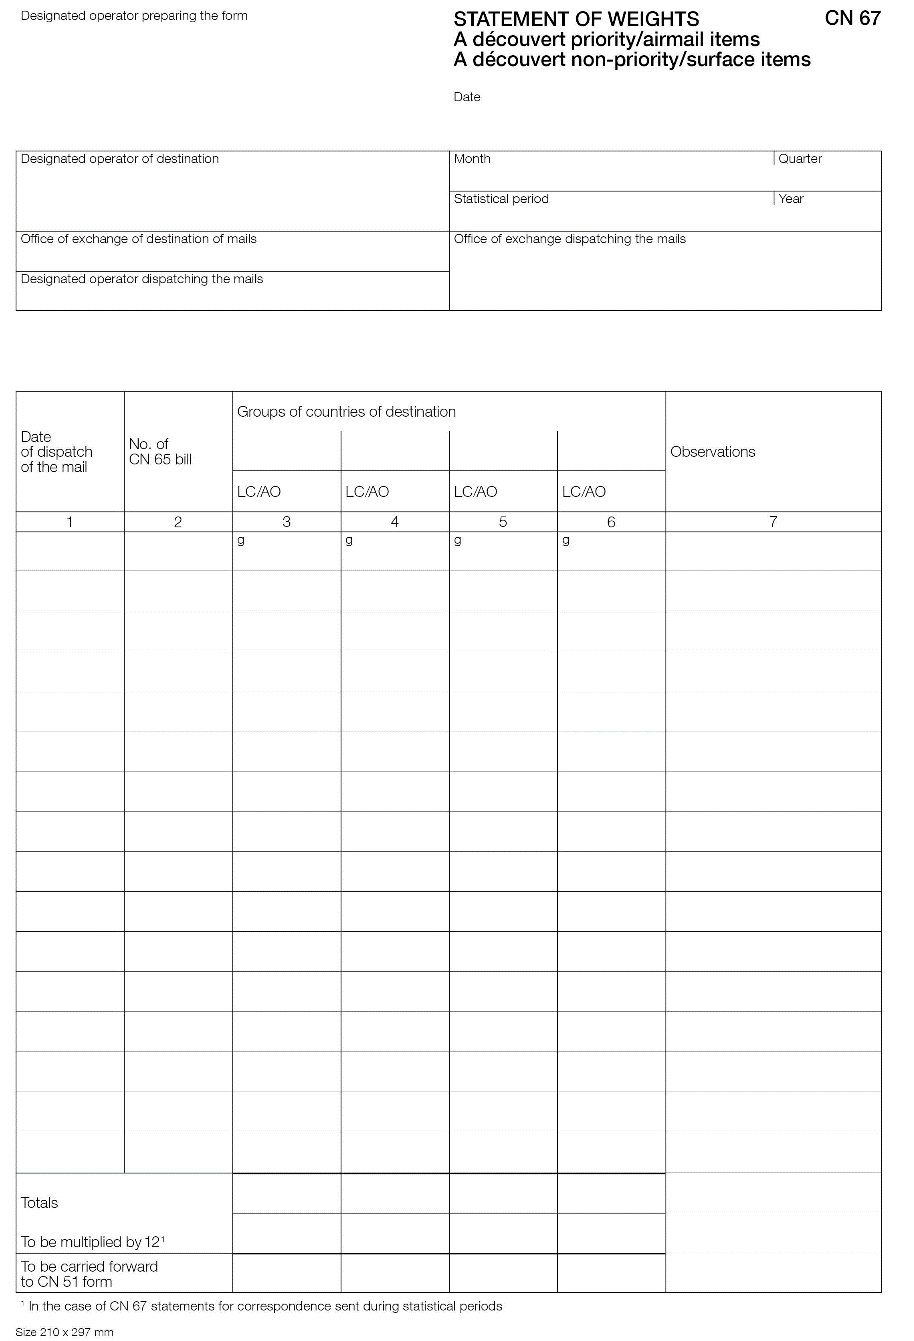 Designated operator preparing the form
STATEMENT OF WEIGHTS
CN 67
A découvert priority/airmail items
A découvert non-priority/surface items
Date
Designated operator of destination
Month
Quarter
Statistical period
Year
Office of exchange of destination of mails
Office of exchange dispatching the mails
Designated operator dispatching the mails
Date
of dispatch
of the mail
No. of
CN 65 bill
Groups of countries of destination
LC/AO
LC/AO
LC/AO
LC/AO
Observations
1 2 3 4 5 6 7
g g g g
Totals
To be multiplied by 12¹
To be carried forward
to CN 51 form
¹ In the case of CN 67 statements for correspondence sent during statistical periods
Size 210 x 297 mm